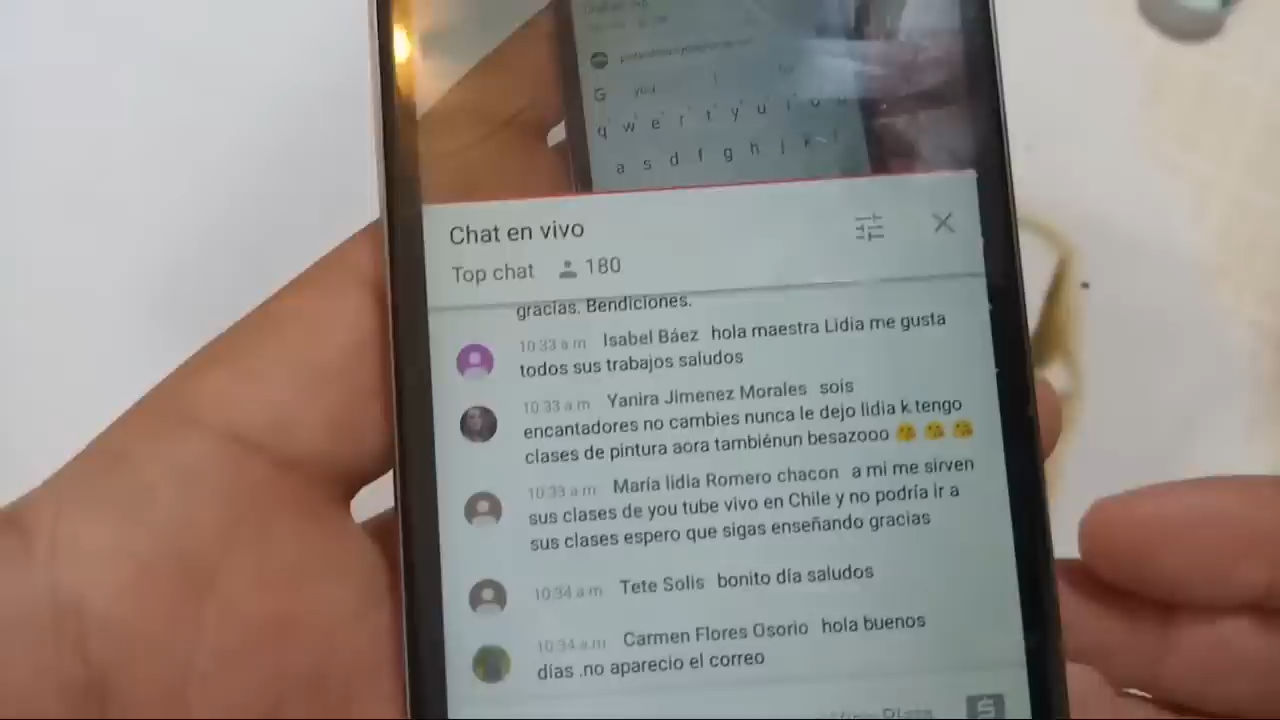 G you
q w e r t y u i o
a s d f g h j k l
Chat en vivo
Top chat 180
gracias. Bendiciones.
10:33 a.m. Isabel Báez hola maestra Lidia me gusta
todos sus trabajos saludos
10:33 a.m. Yanira Jimenez Morales sois
encantadores no cambies nunca le dejo lidia k tengo
clases de pintura aora tambiénun besazooo 😘 😘 😘
10:33 a.m. María lidia Romero chacon a mi me sirven
sus clases de you tube vivo en Chile y no podría ir a
sus clases espero que sigas enseñando gracias
10:34 a.m. Tete Solis bonito día saludos
10:34 a.m. Carmen Flores Osorio hola buenos
días .no aparecio el correo
$